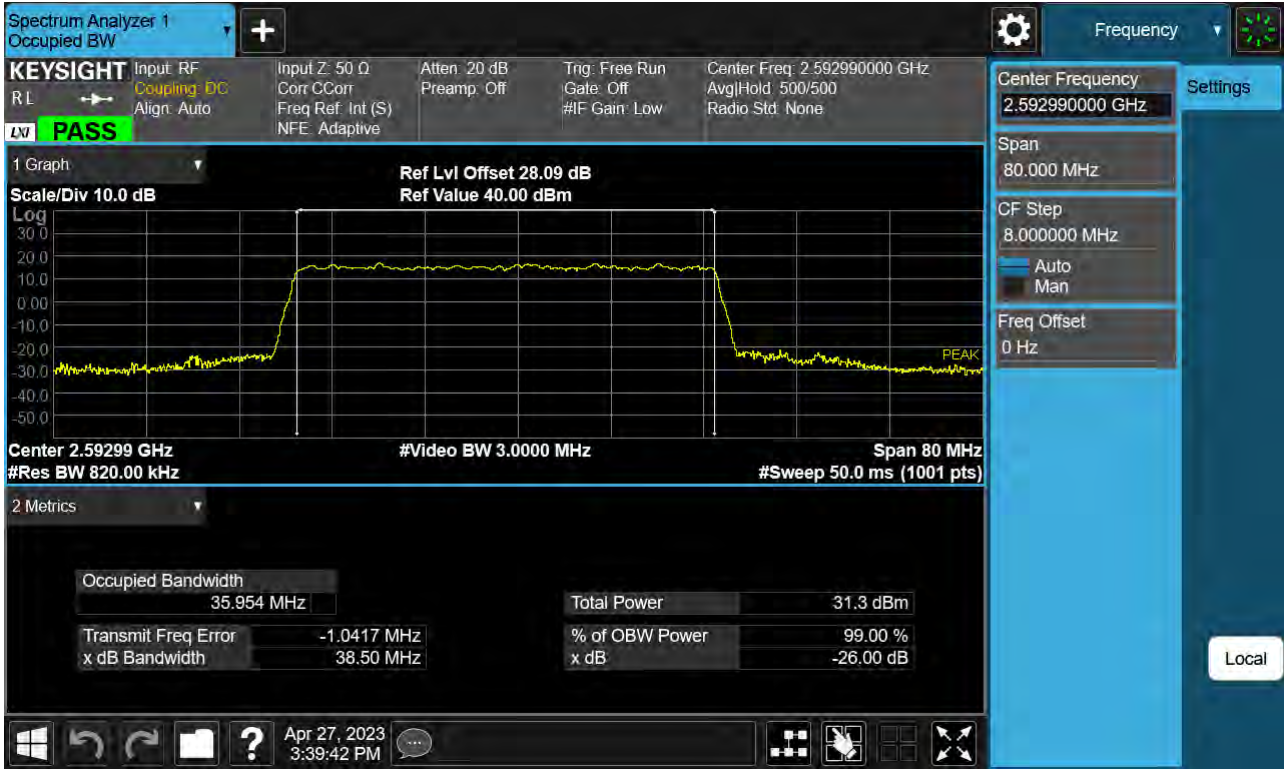 Spectrum Analyzer 1
Occupied BW
+
Frequency
KEYSIGHT
RL
LXI
PASS
Input: RF
Coupling: DC
Align: Auto
Input Z: 50 Ω
Corr CCorr
Freq Ref: Int (S)
NFE: Adaptive
Atten: 20 dB
Preamp: Off
Trig: Free Run
Gate: Off
#IF Gain: Low
Center Freq: 2.592990000 GHz
Avg|Hold: 500/500
Radio Std: None
1 Graph
Scale/Div 10.0 dB
Ref Lvl Offset 28.09 dB
Ref Value 40.00 dBm
Log
30.0
20.0
10.0
0.00
-10.0
-20.0
-30.0
-40.0
-50.0
PEAK
Center 2.59299 GHz
#Video BW 3.0000 MHz
Span 80 MHz
#Res BW 820.00 kHz
#Sweep 50.0 ms (1001 pts)
2 Metrics
Occupied Bandwidth
35.954 MHz
Total Power 31.3 dBm
Transmit Freq Error -1.0417 MHz
% of OBW Power 99.00 %
x dB Bandwidth 38.50 MHz
x dB -26.00 dB
Center Frequency
2.592990000 GHz
Settings
Span
80.000 MHz
CF Step
8.000000 MHz
Auto
Man
Freq Offset
0 Hz
Local
?
Apr 27, 2023
3:39:42 PM